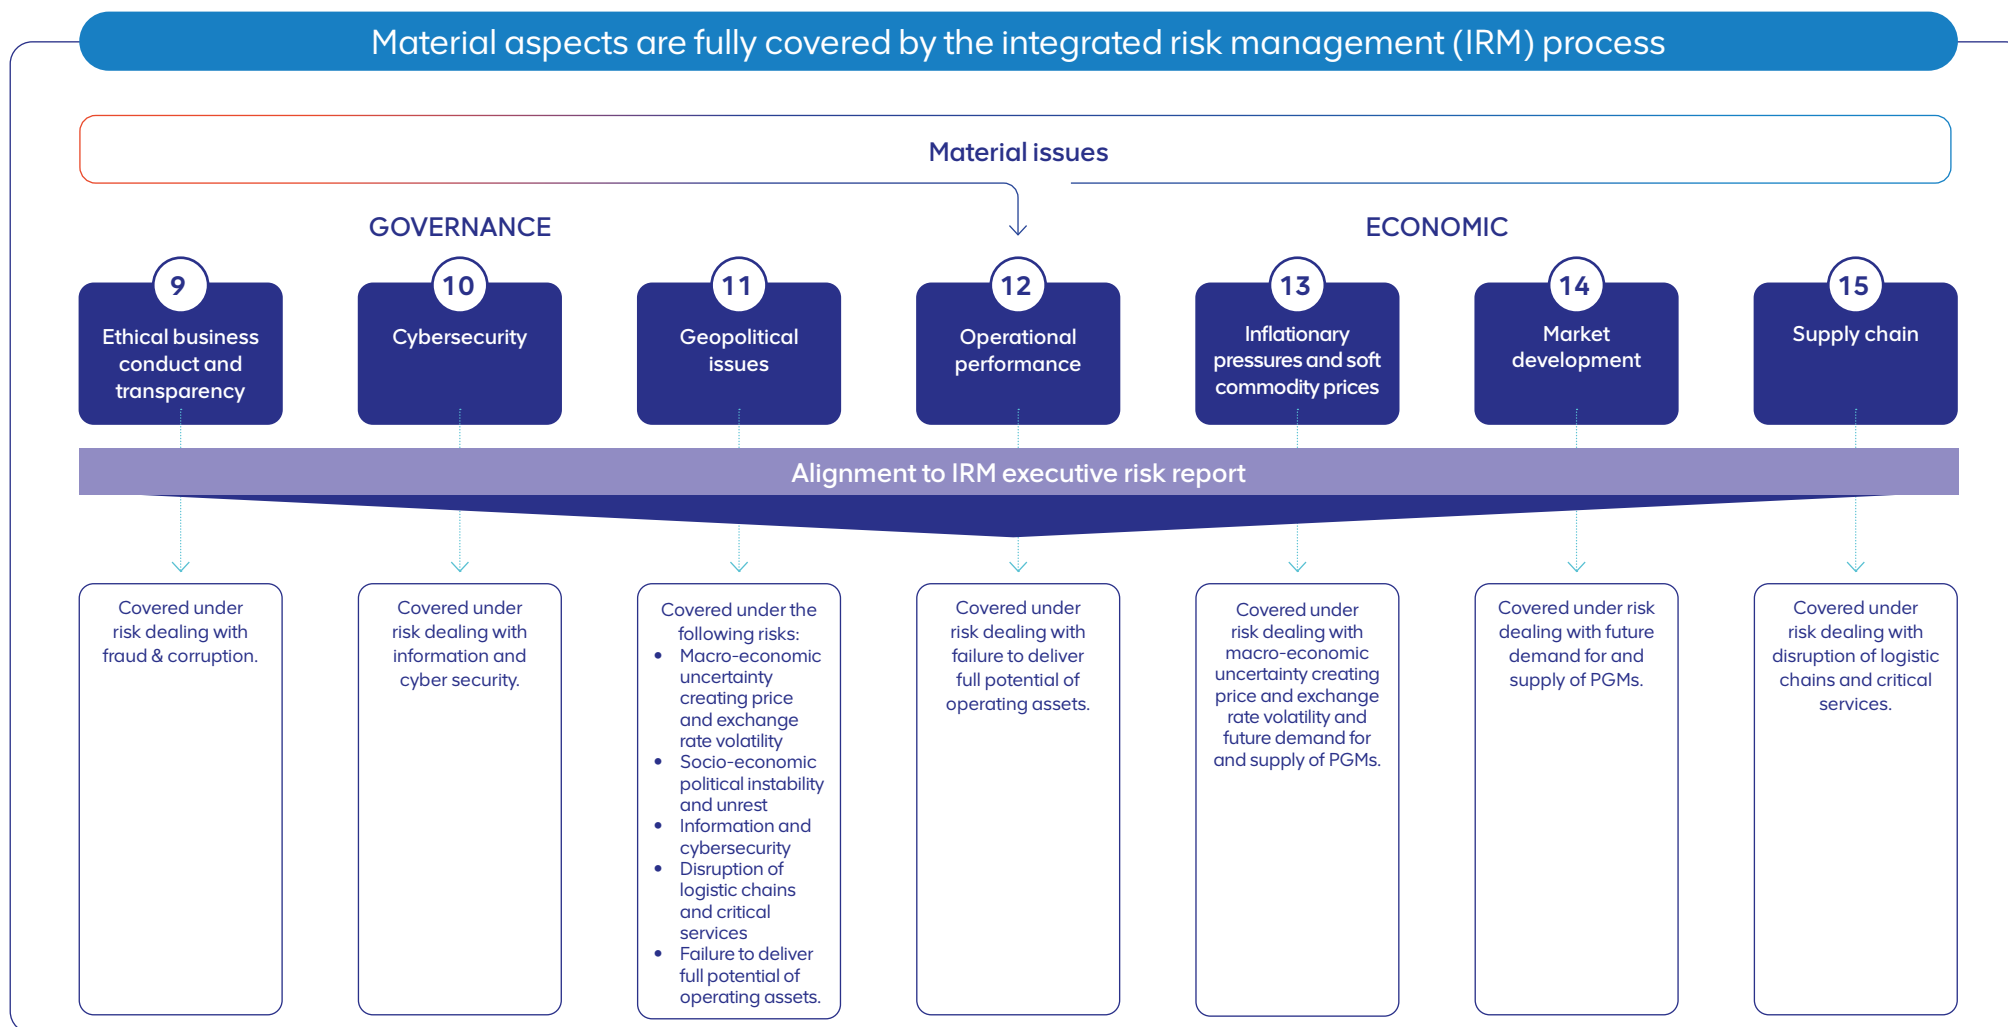 Material aspects are fully covered by the integrated risk management (IRM) process
Material issues
GOVERNANCE
ECONOMIC
9
Ethical business
conduct and
transparency
10
Cybersecurity
11
Geopolitical
issues
12
Operational
performance
13
Inflationary
pressures and soft
commodity prices
14
Market
development
15
Supply chain
Alignment to IRM executive risk report
Covered under
risk dealing with
fraud & corruption.
Covered under
risk dealing with
information and
cyber security.
Covered under the
following risks:
• Macro-economic
uncertainty
creating price
and exchange
rate volatility
• Socio-economic
political instability
and unrest
• Information and
cybersecurity
• Disruption of
logistic chains
and critical
services
• Failure to deliver
full potential of
operating assets.
Covered under
risk dealing with
failure to deliver
full potential of
operating assets.
Covered under
risk dealing with
macro-economic
uncertainty creating
price and exchange
rate volatility and
future demand for
and supply of PGMs.
Covered under risk
dealing with future
demand for and
supply of PGMs.
Covered under
risk dealing with
disruption of logistic
chains and critical
services.